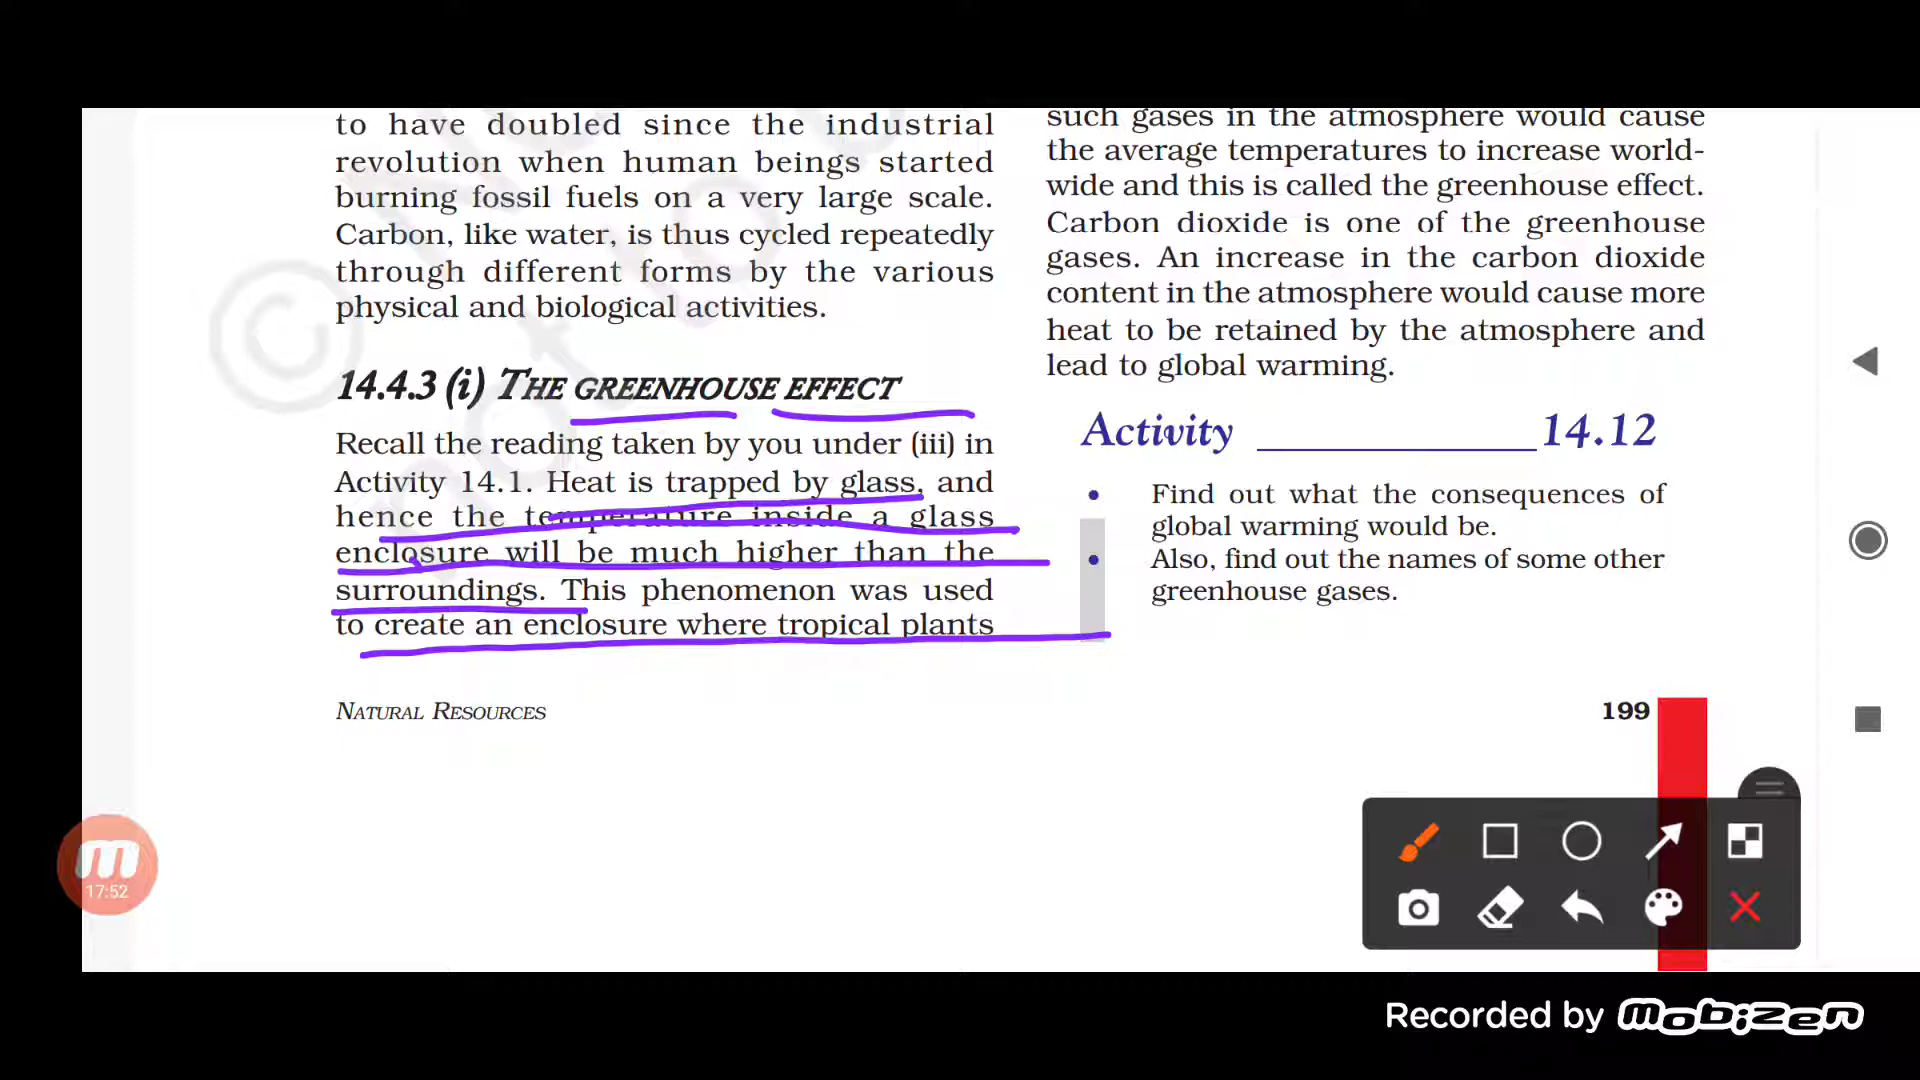 to have doubled since the industrial
revolution when human beings started
burning fossil fuels on a very large scale.
Carbon, like water, is thus cycled repeatedly
through different forms by the various
physical and biological activities.
14.4.3 (i) THE GREENHOUSE EFFECT
Recall the reading taken by you under (iii) in
Activity 14.1. Heat is trapped by glass, and
hence the temperature inside a glass
enclosure will be much higher than the
surroundings. This phenomenon was used
to create an enclosure where tropical plants
such gases in the atmosphere would cause
the average temperatures to increase world-
wide and this is called the greenhouse effect.
Carbon dioxide is one of the greenhouse
gases. An increase in the carbon dioxide
content in the atmosphere would cause more
heat to be retained by the atmosphere and
lead to global warming.
Activity 14.12
• Find out what the consequences of
global warming would be.
• Also, find out the names of some other
greenhouse gases.
NATURAL RESOURCES
199
17:52
Recorded by mobizen